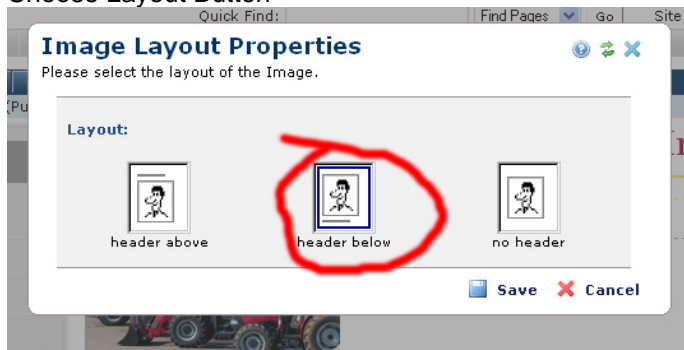 Choose Layout Button
Quick Find: Find Pages Go Site
Image Layout Properties
Please select the layout of the Image.
(Pu
Layout:
header above header below no header
Save Cancel